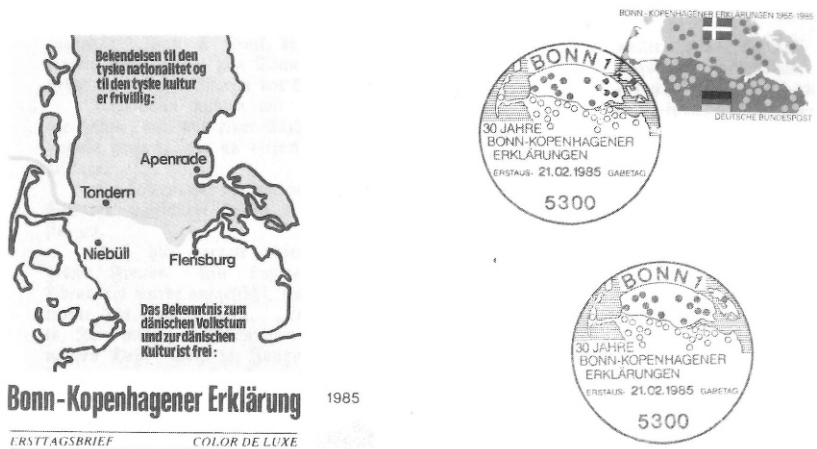 Bekendelsen til den
tyske nationalitet og
til den tyske kultur
er frivillig:
Apenrade
Tondern
Niebüll
Flensburg
Das Bekenntnis zum
dänischen Volkstum
und zur dänischen
Kultur ist frei:
Bonn-Kopenhagener Erklärung
1985
ERSTTAGSBRIEF COLOR DE LUXE
BONN-KOPENHAGENER ERKLÄRUNGEN 1955-1985
DEUTSCHE BUNDESPOST
BONN 1
30 JAHRE
BONN-KOPENHAGENER
ERKLÄRUNGEN
ERSTAUS- 21.02.1985 GABETAG
5300
BONN 1
30 JAHRE
BONN-KOPENHAGENER
ERKLÄRUNGEN
ERSTAUS- 21.02.1985 GABETAG
5300